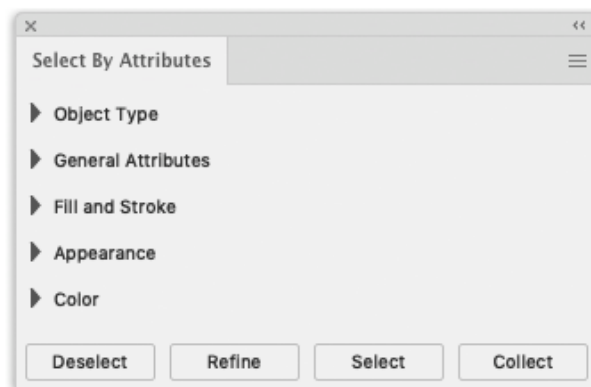 Select By Attributes
Object Type
General Attributes
Fill and Stroke
Appearance
Color
Deselect Refine Select Collect